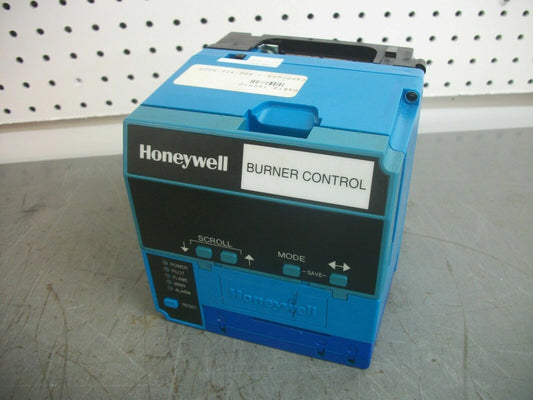 Honeywell
BURNER CONTROL
SCROLL
MODE
SAVE
POWER
PILOT
FLAME
MAIN
ALARM
RESET
Honeywell